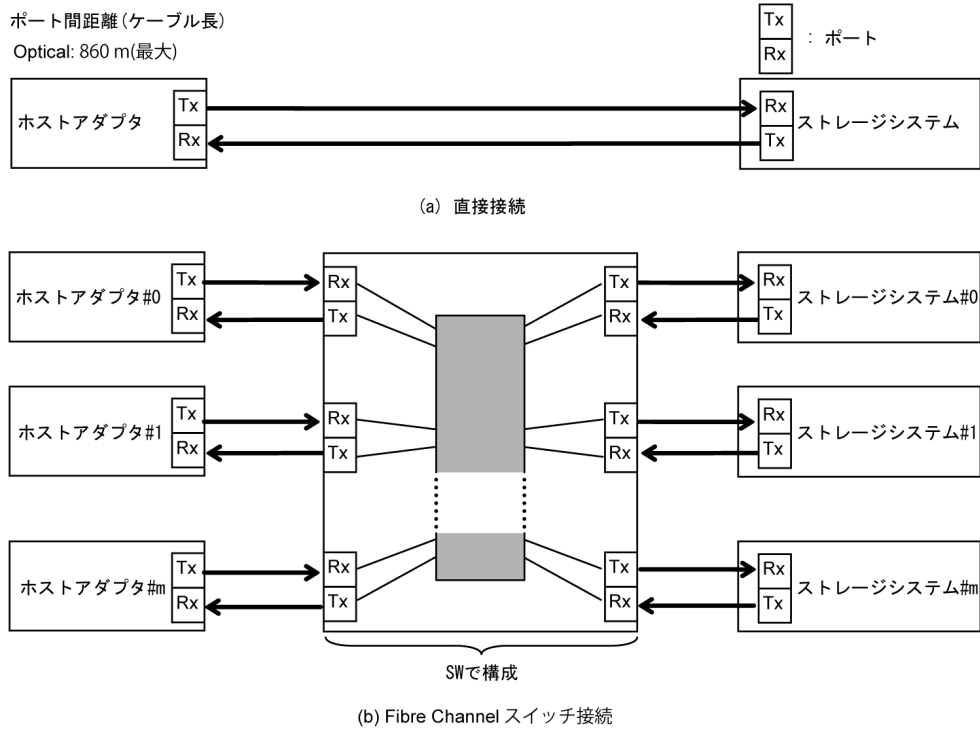 ポート間距離(ケーブル長)
Optical: 860 m(最大)
Tx
Rx
: ポート
ホストアダプタ
Tx
Rx
Rx
Tx
ストレージシステム
(a) 直接接続
ホストアダプタ#0
Tx
Rx
Rx
Tx
Tx
Rx
Rx
Tx
ストレージシステム#0
ホストアダプタ#1
Tx
Rx
Rx
Tx
Tx
Rx
Rx
Tx
ストレージシステム#1
ホストアダプタ#m
Tx
Rx
Rx
Tx
Tx
Rx
Rx
Tx
ストレージシステム#m
SWで構成
(b) Fibre Channel スイッチ接続